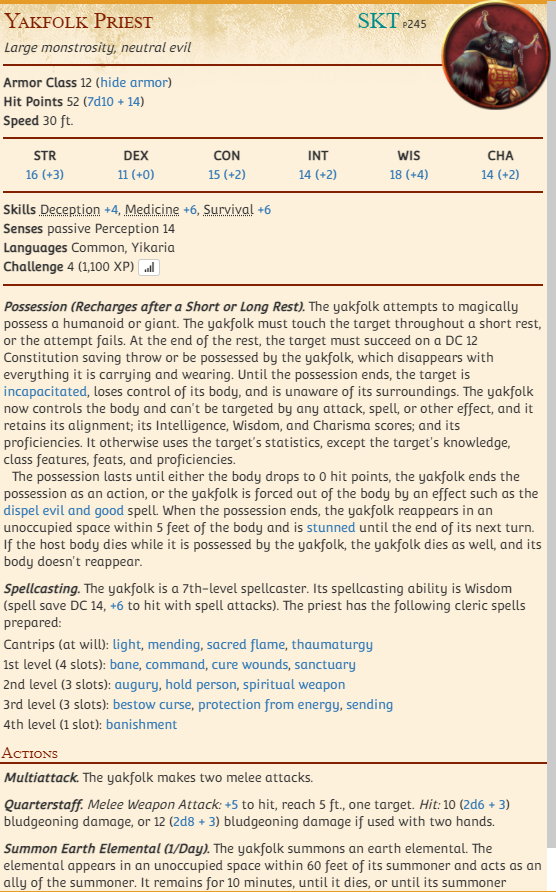 Yakfolk Priest SKT P245
Large monstrosity, neutral evil
Armor Class 12 (hide armor)
Hit Points 52 (7d10 + 14)
Speed 30 ft.
STR DEX CON INT WIS CHA
16 (+3) 11 (+0) 15 (+2) 14 (+2) 18 (+4) 14 (+2)
Skills Deception +4, Medicine +6, Survival +6
Senses passive Perception 14
Languages Common, Yikaria
Challenge 4 (1,100 XP)
Possession (Recharges after a Short or Long Rest). The yakfolk attempts to magically
possess a humanoid or giant. The yakfolk must touch the target throughout a short rest,
or the attempt fails. At the end of the rest, the target must succeed on a DC 12
Constitution saving throw or be possessed by the yakfolk, which disappears with
everything it is carrying and wearing. Until the possession ends, the target is
incapacitated, loses control of its body, and is unaware of its surroundings. The yakfolk
now controls the body and can't be targeted by any attack, spell, or other effect, and it
retains its alignment; its Intelligence, Wisdom, and Charisma scores; and its
proficiencies. It otherwise uses the target's statistics, except the target's knowledge,
class features, feats, and proficiencies.
The possession lasts until either the body drops to 0 hit points, the yakfolk ends the
possession as an action, or the yakfolk is forced out of the body by an effect such as the
dispel evil and good spell. When the possession ends, the yakfolk reappears in an
unoccupied space within 5 feet of the body and is stunned until the end of its next turn.
If the host body dies while it is possessed by the yakfolk, the yakfolk dies as well, and its
body doesn't reappear.
Spellcasting. The yakfolk is a 7th-level spellcaster. Its spellcasting ability is Wisdom
(spell save DC 14, +6 to hit with spell attacks). The priest has the following cleric spells
prepared:
Cantrips (at will): light, mending, sacred flame, thaumaturgy
1st level (4 slots): bane, command, cure wounds, sanctuary
2nd level (3 slots): augury, hold person, spiritual weapon
3rd level (3 slots): bestow curse, protection from energy, sending
4th level (1 slot): banishment
Actions
Multiattack. The yakfolk makes two melee attacks.
Quarterstaff. Melee Weapon Attack: +5 to hit, reach 5 ft., one target. Hit: 10 (2d6 + 3)
bludgeoning damage, or 12 (2d8 + 3) bludgeoning damage if used with two hands.
Summon Earth Elemental (1/Day). The yakfolk summons an earth elemental. The
elemental appears in an unoccupied space within 60 feet of its summoner and acts as an
ally of the summoner. It remains for 10 minutes, until it dies, or until its summoner